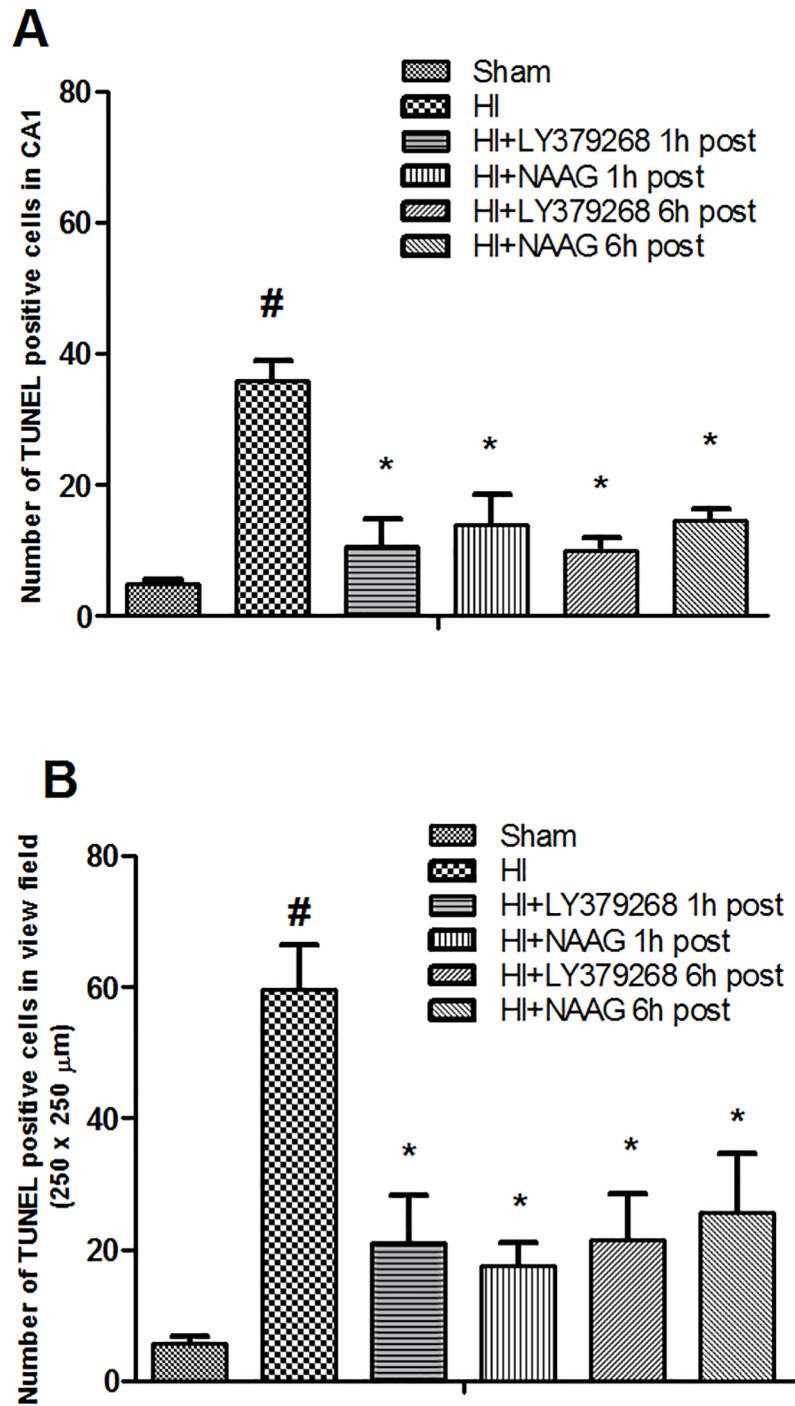 A
Sham
HI
HI+LY379268 1h post
HI+NAAG 1h post
HI+LY379268 6h post
HI+NAAG 6h post
Number of TUNEL positive cells in CA1
80
60
40
20
0
#
*
*
*
*
B
Sham
HI
HI+LY379268 1h post
HI+NAAG 1h post
HI+LY379268 6h post
HI+NAAG 6h post
Number of TUNEL positive cells in view field
(250 x 250 μm)
80
60
40
20
0
#
*
*
*
*